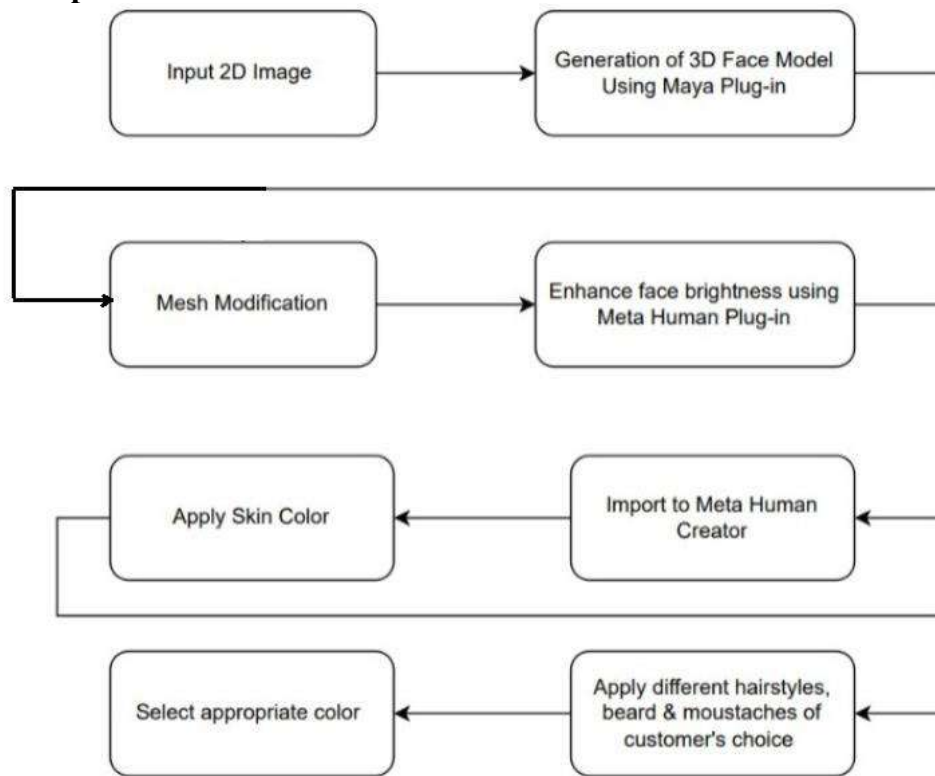 Input 2D Image
Generation of 3D Face Model
Using Maya Plug-in
Mesh Modification
Enhance face brightness using
Meta Human Plug-in
Apply Skin Color
Import to Meta Human
Creator
Select appropriate color
Apply different hairstyles,
beard & moustaches of
customer's choice